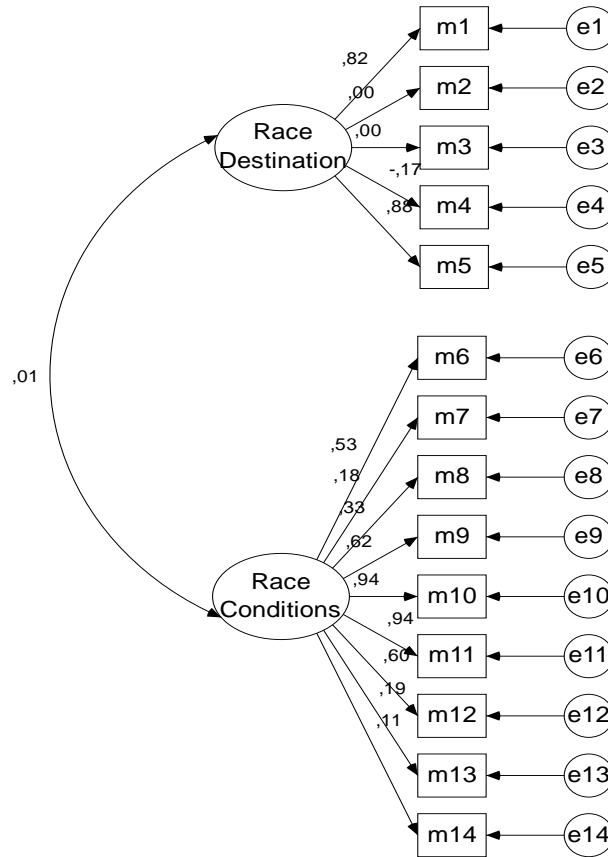 m1
e1
,82
m2
e2
,00
Race
Destination
,00
m3
e3
-,17
m4
e4
,88
m5
e5
m6
e6
,01
m7
e7
,53
,18
m8
e8
,33
,62
m9
e9
,94
Race
Conditions
m10
e10
,94
m11
e11
,60
,19
m12
e12
,11
m13
e13
m14
e14